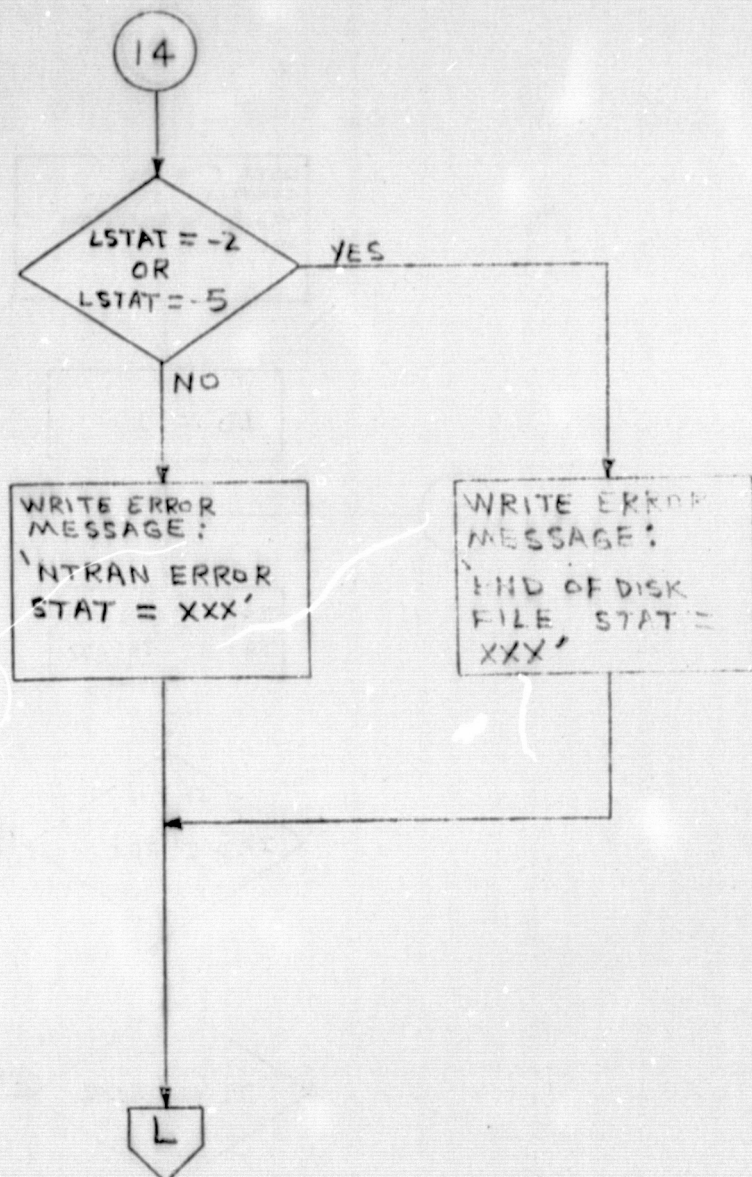 14
LSTAT = -2
OR
LSTAT = -5
YES
NO
WRITE ERROR
MESSAGE:
'NTRAN ERROR
STAT = XXX'
WRITE ERROR
MESSAGE:
'END OF DISK
FILE STAT =
XXX'
L